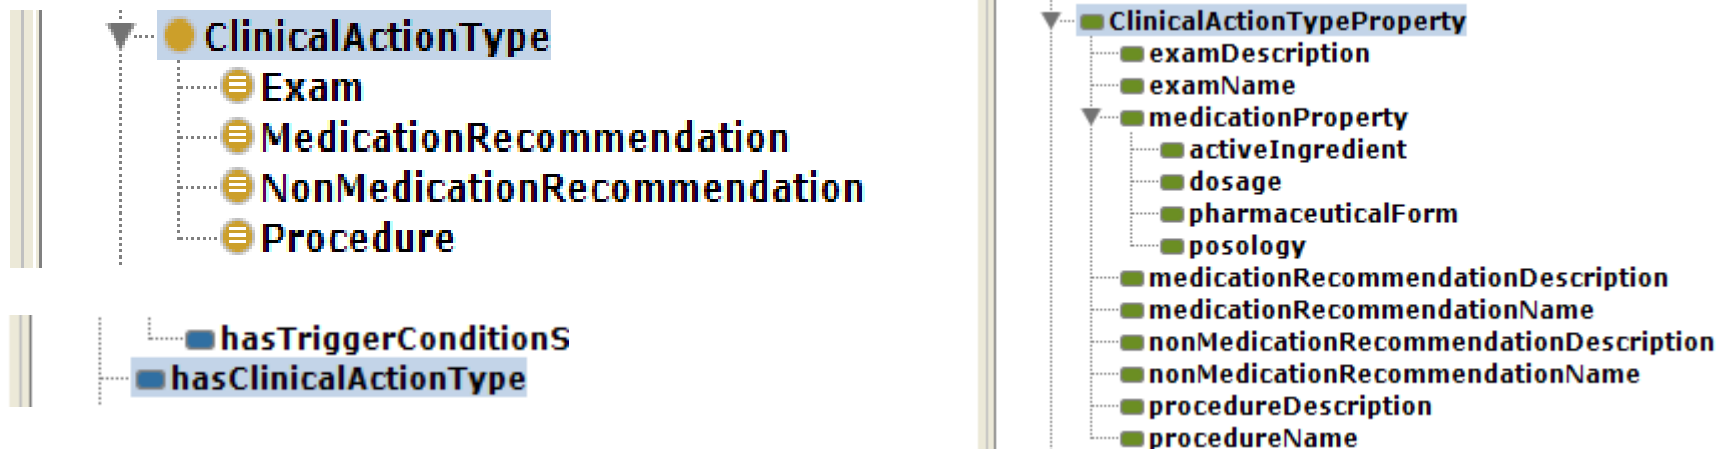 ClinicalActionType
Exam
MedicationRecommendation
NonMedicationRecommendation
Procedure
hasTriggerConditionS
hasClinicalActionType
ClinicalActionTypeProperty
examDescription
examName
medicationProperty
activeIngredient
dosage
pharmaceuticalForm
posology
medicationRecommendationDescription
medicationRecommendationName
nonMedicationRecommendationDescription
nonMedicationRecommendationName
procedureDescription
procedureName